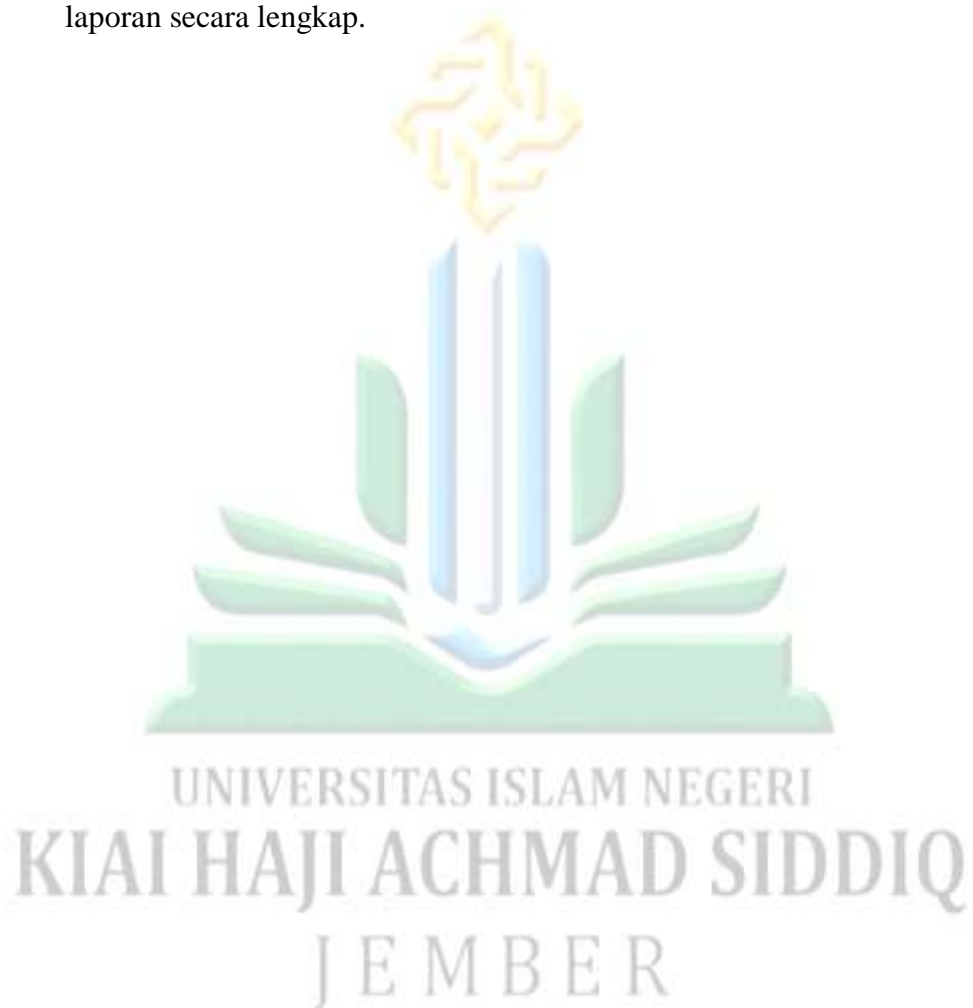 laporan secara lengkap.
UNIVERSITAS ISLAM NEGERI
KIAI HAJI ACHMAD SIDDIQ
JEMBER